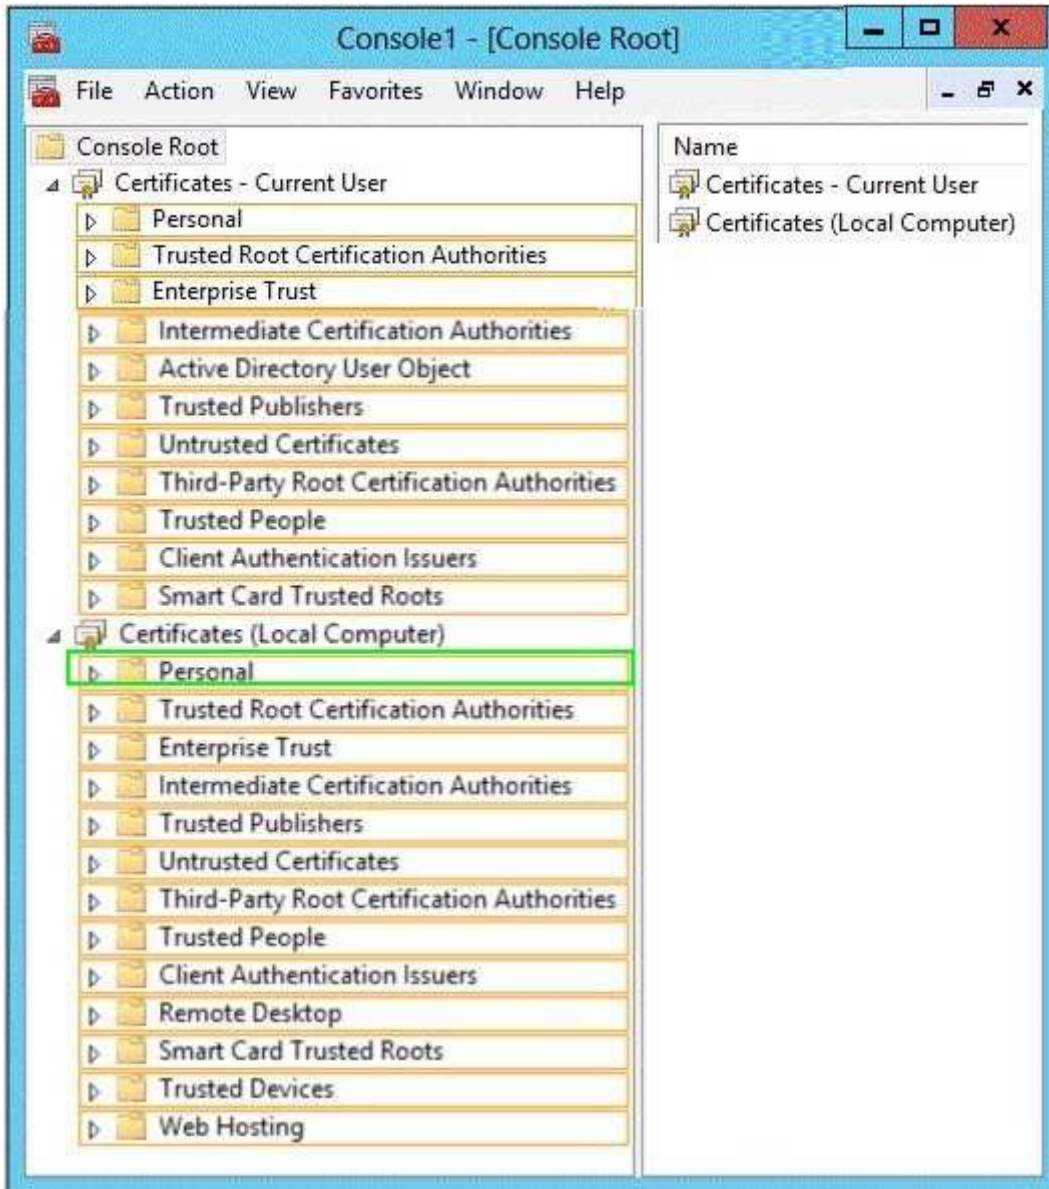 Console1 - [Console Root]
File Action View Favorites Window Help
Console Root
Certificates - Current User
Personal
Trusted Root Certification Authorities
Enterprise Trust
Intermediate Certification Authorities
Active Directory User Object
Trusted Publishers
Untrusted Certificates
Third-Party Root Certification Authorities
Trusted People
Client Authentication Issuers
Smart Card Trusted Roots
Certificates (Local Computer)
Personal
Trusted Root Certification Authorities
Enterprise Trust
Intermediate Certification Authorities
Trusted Publishers
Untrusted Certificates
Third-Party Root Certification Authorities
Trusted People
Client Authentication Issuers
Remote Desktop
Smart Card Trusted Roots
Trusted Devices
Web Hosting
Name
Certificates - Current User
Certificates (Local Computer)